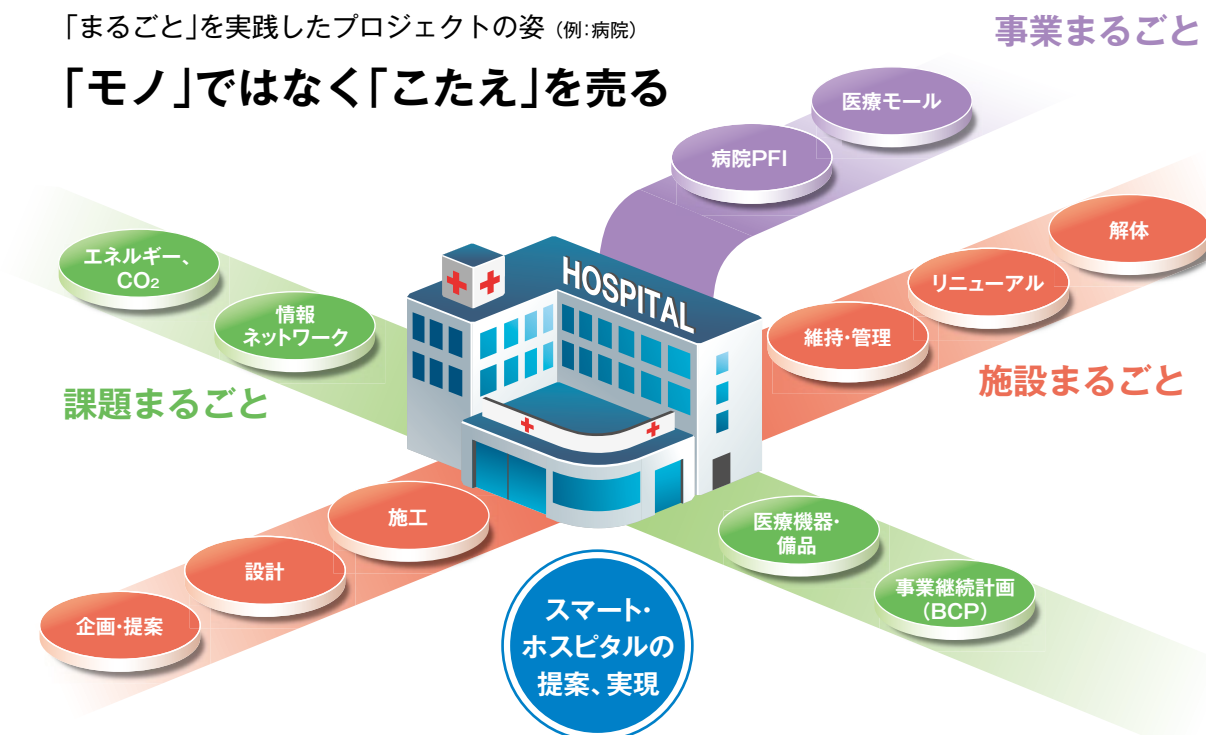 「まるごと」を実践したプロジェクトの姿 (例:病院)
「モノ」ではなく「こたえ」を売る
事業まるごと
医療モール
病院PFI
解体
リニューアル
維持・管理
施設まるごと
エネルギー、
CO₂
情報
ネットワーク
課題まるごと
HOSPITAL
施工
設計
企画・提案
医療機器・
備品
事業継続計画
(BCP)
スマート・
ホスピタルの
提案、実現